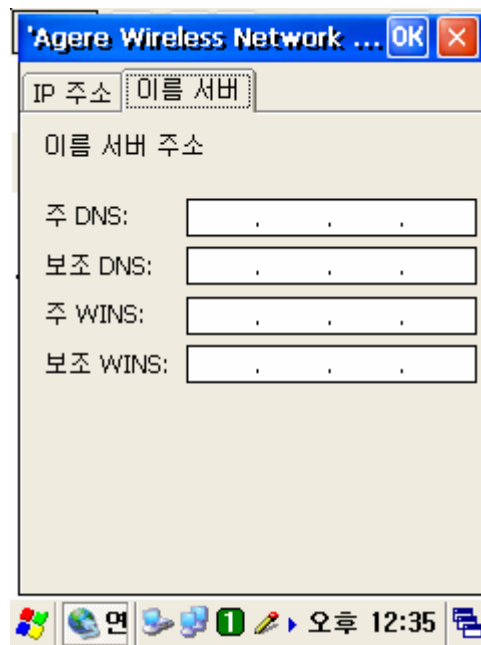 'Agere Wireless Network ... OK
IP 주소 이름 서버
이름 서버 주소
주 DNS: . . .
보조 DNS: . . .
주 WINS: . . .
보조 WINS: . . .
연 1 오후 12:35